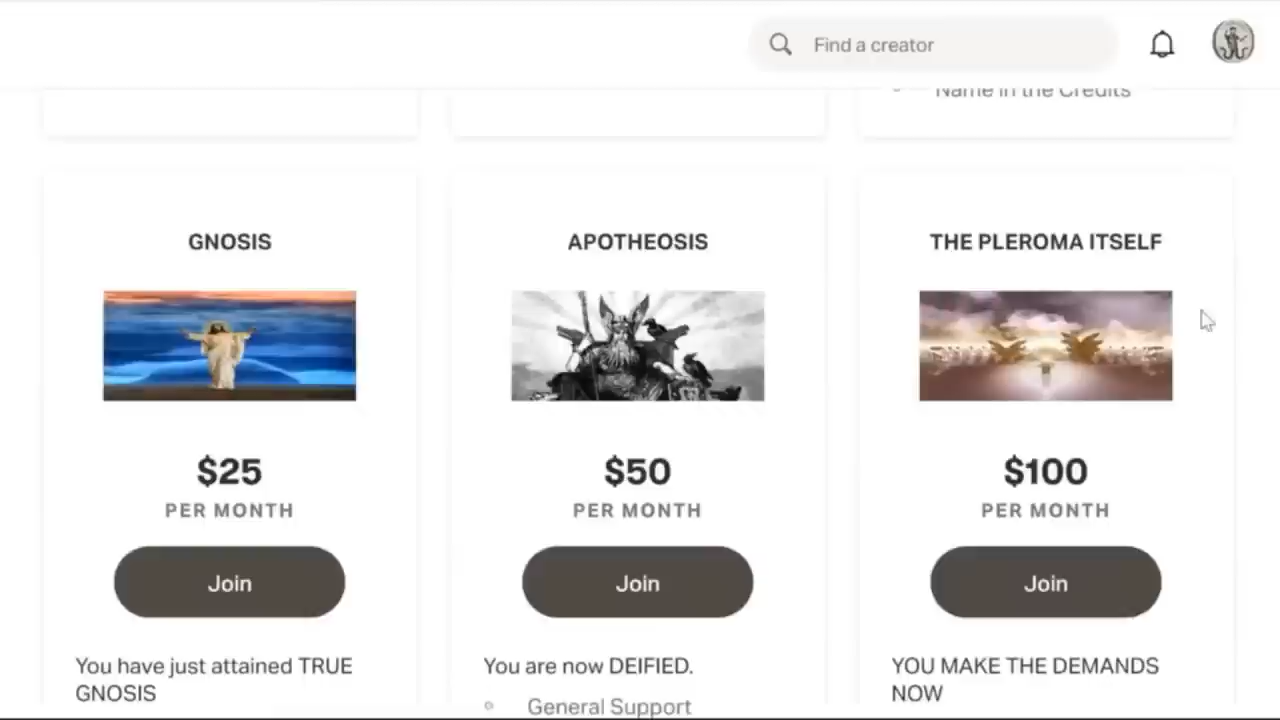 Find a creator
Name in the Credits
GNOSIS
$25
PER MONTH
Join
You have just attained TRUE
GNOSIS
APOTHEOSIS
$50
PER MONTH
Join
You are now DEIFIED.
General Support
THE PLEROMA ITSELF
$100
PER MONTH
Join
YOU MAKE THE DEMANDS
NOW